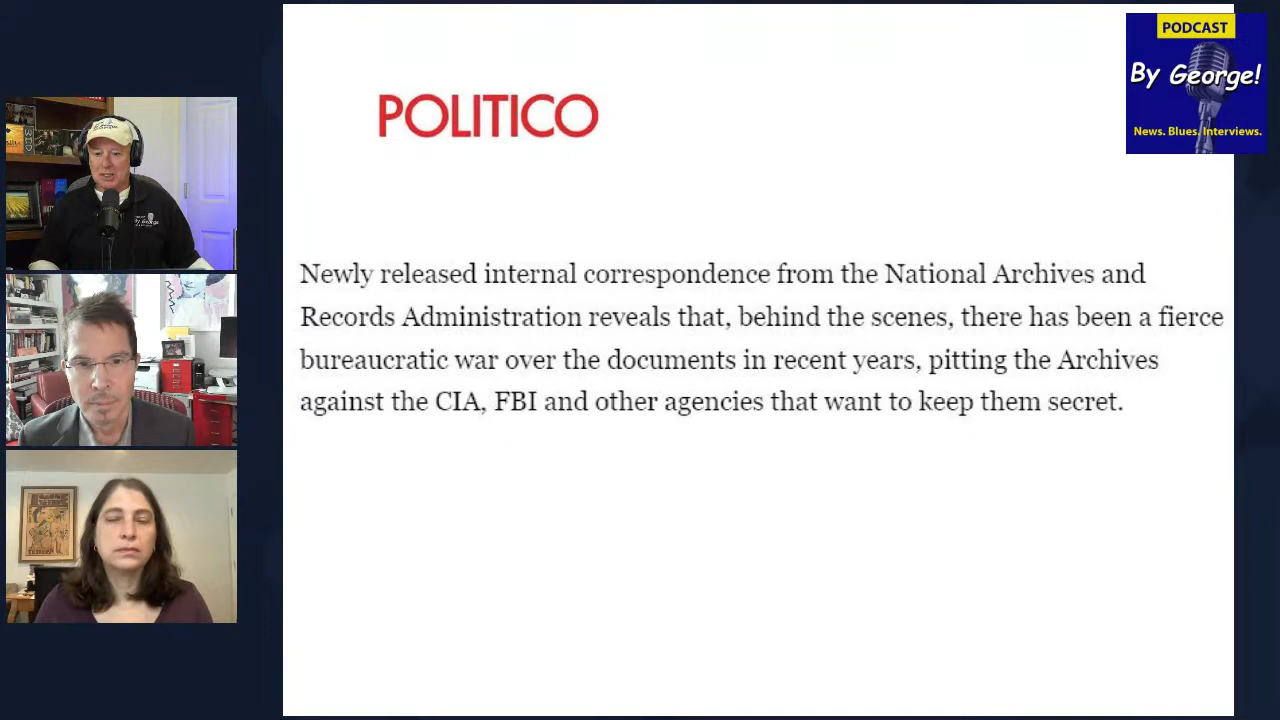 POLITICO
Newly released internal correspondence from the National Archives and
Records Administration reveals that, behind the scenes, there has been a fierce
bureaucratic war over the documents in recent years, pitting the Archives
against the CIA, FBI and other agencies that want to keep them secret.
PODCAST
By George!
News. Blues. Interviews.
By George